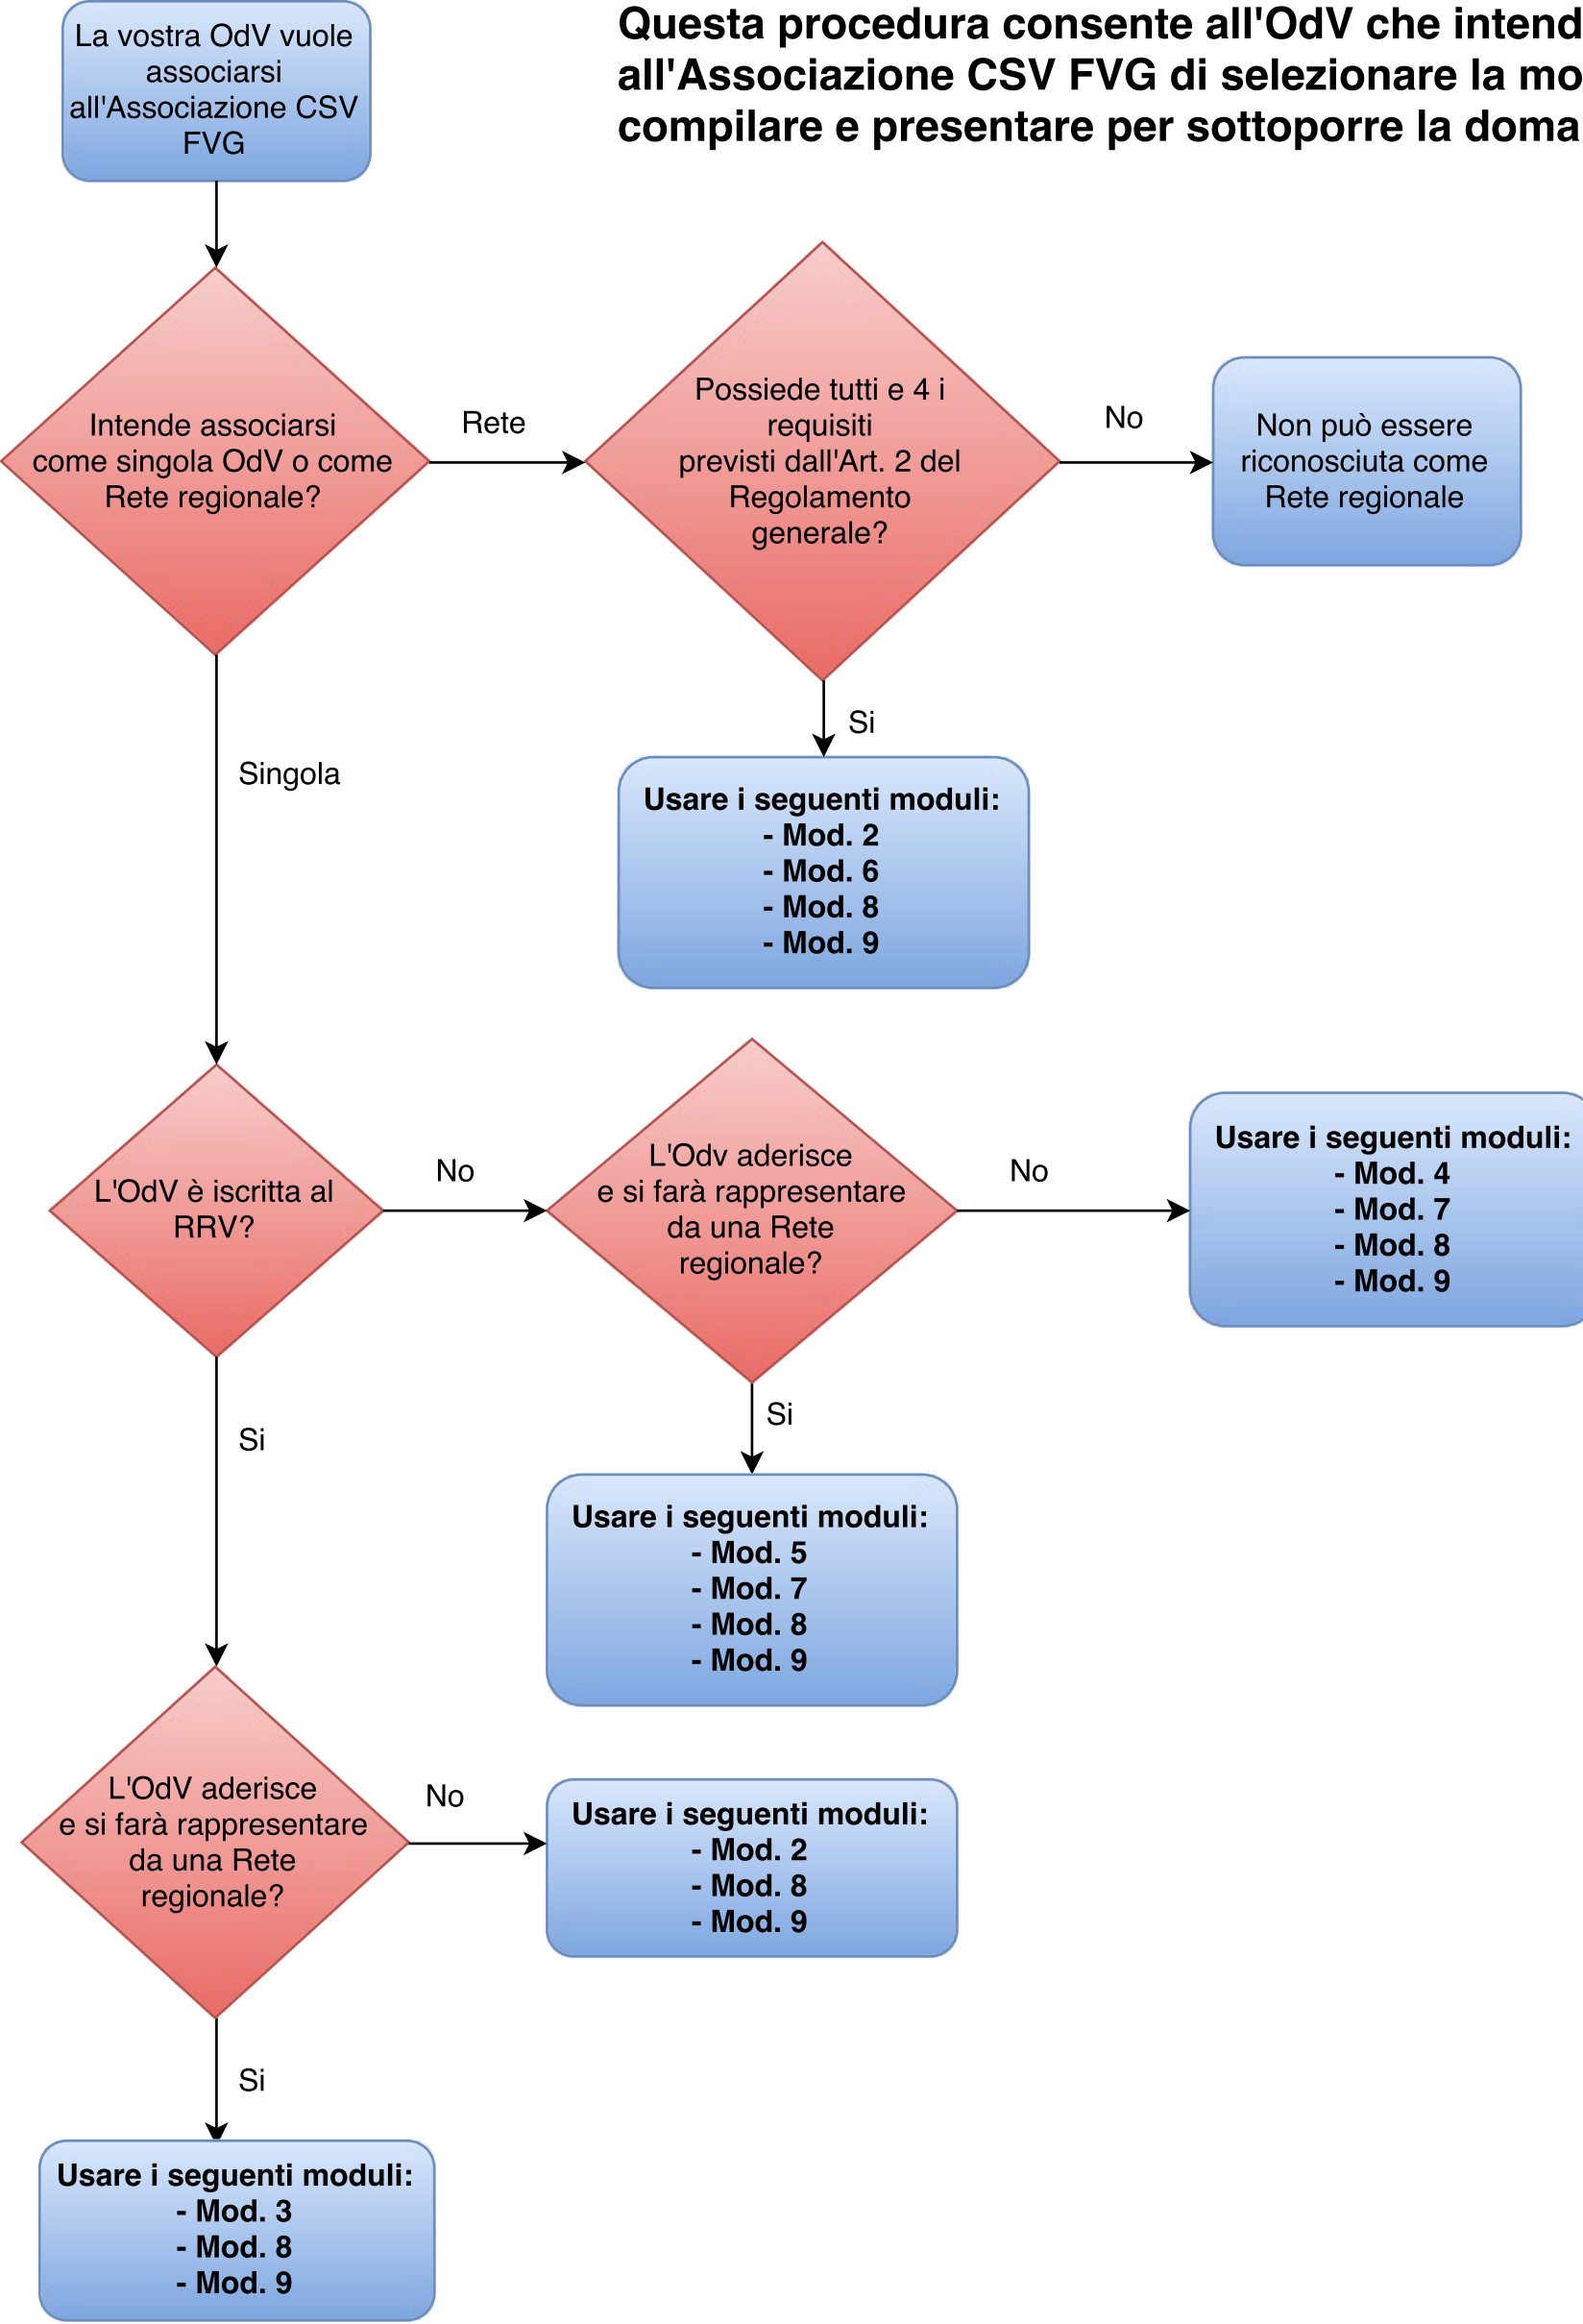 La vostra OdV vuole
associarsi
all'Associazione CSV
FVG
Questa procedura consente all'OdV che intend
all'Associazione CSV FVG di selezionare la mo
compilare e presentare per sottoporre la doma
Intende associarsi
come singola OdV o come
Rete regionale?
Rete
Possiede tutti e 4 i
requisiti
previsti dall'Art. 2 del
Regolamento
generale?
No
Non può essere
riconosciuta come
Rete regionale
Si
Singola
Usare i seguenti moduli:
- Mod. 2
- Mod. 6
- Mod. 8
- Mod. 9
L'OdV è iscritta al
RRV?
No
L'Odv aderisce
e si farà rappresentare
da una Rete
regionale?
No
Usare i seguenti moduli:
- Mod. 4
- Mod. 7
- Mod. 8
- Mod. 9
Si
Si
Usare i seguenti moduli:
- Mod. 5
- Mod. 7
- Mod. 8
- Mod. 9
L'OdV aderisce
e si farà rappresentare
da una Rete
regionale?
No
Usare i seguenti moduli:
- Mod. 2
- Mod. 8
- Mod. 9
Si
Usare i seguenti moduli:
- Mod. 3
- Mod. 8
- Mod. 9